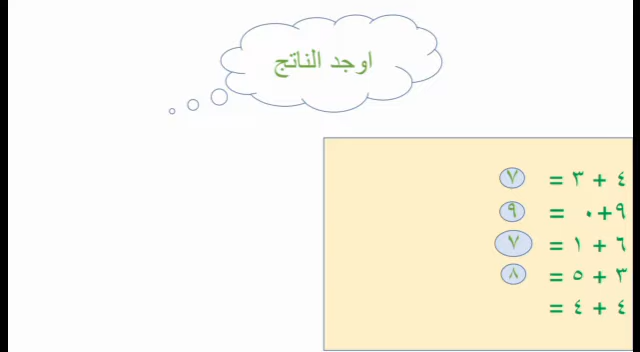 اوجد الناتج
٤ + ٣ = ٧
٩+٠ = ٩
٦ + ١ = ٧
٣ + ٥ = ٨
٤ + ٤ =